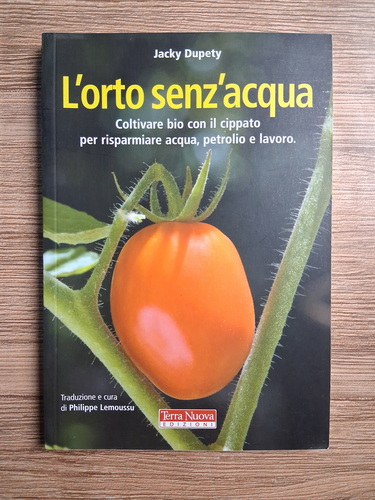 Jacky Dupety
L'orto senz'acqua
Coltivare bio con il cippato
per risparmiare acqua, petrolio e lavoro.
Traduzione e cura
di Philippe Lemoussu
Terra Nuova
EDIZIONI